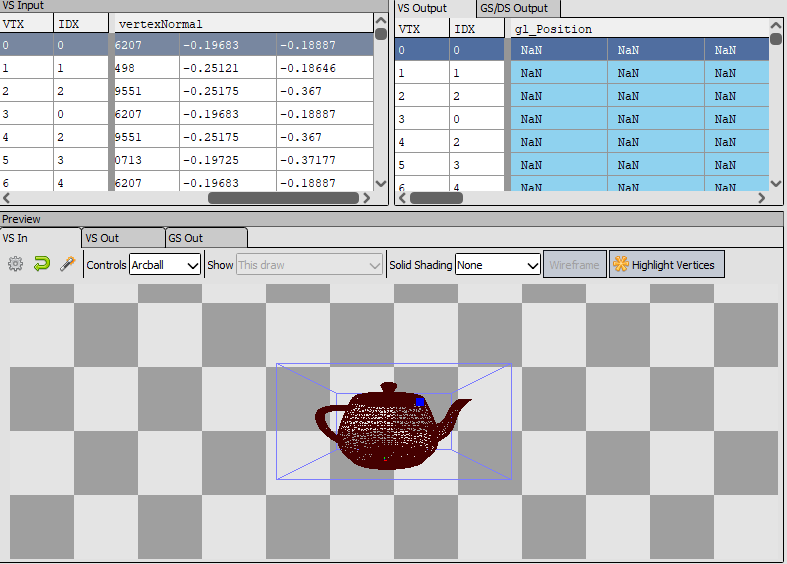 VS Input
VTX IDX vertexNormal
0 0 6207 -0.19683 -0.18887
1 1 498 -0.25121 -0.18646
2 2 9551 -0.25175 -0.367
3 0 6207 -0.19683 -0.18887
4 2 9551 -0.25175 -0.367
5 3 0713 -0.19725 -0.37177
6 4 6207 -0.19683 -0.18887
VS Output GS/DS Output
VTX IDX gl_Position
0 0 NaN NaN NaN
1 1 NaN NaN NaN
2 2 NaN NaN NaN
3 0 NaN NaN NaN
4 2 NaN NaN NaN
5 3 NaN NaN NaN
6 4 NaN NaN NaN
Preview
VS In VS Out GS Out
Controls Arcball Show This draw Solid Shading None Wireframe Highlight Vertices